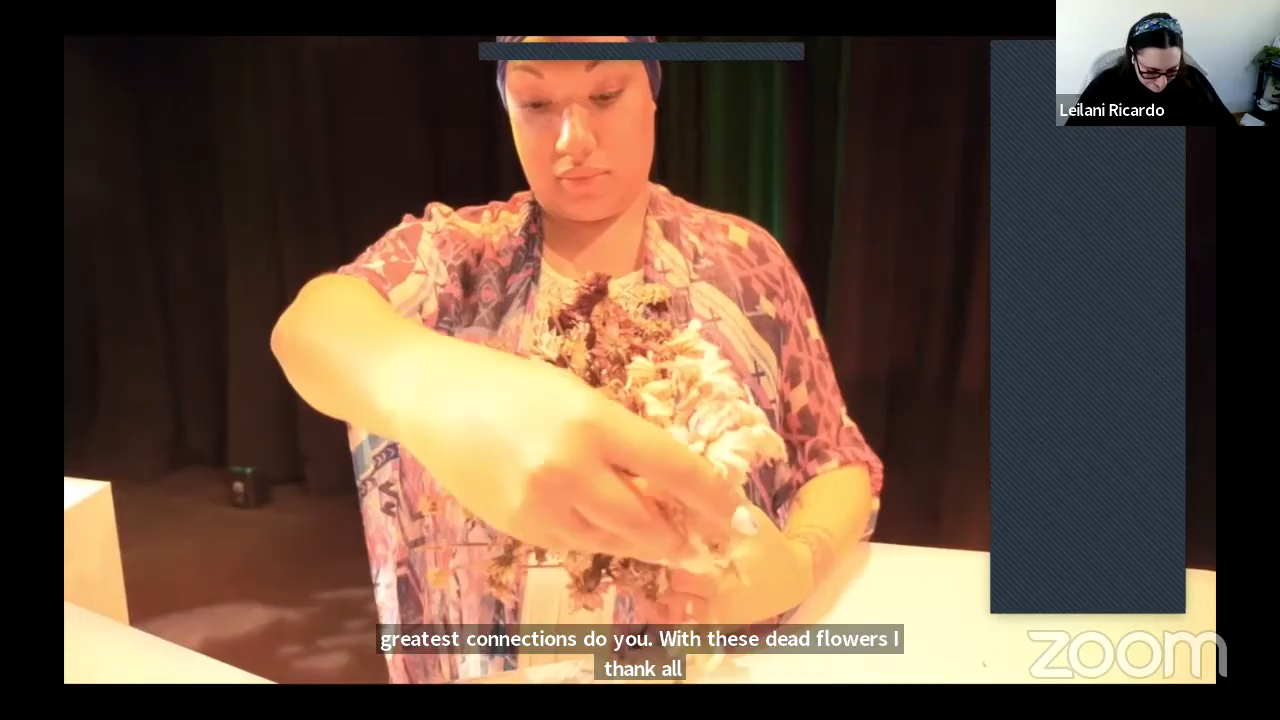 Leilani Ricardo
greatest connections do you. With these dead flowers I
thank all
zoom